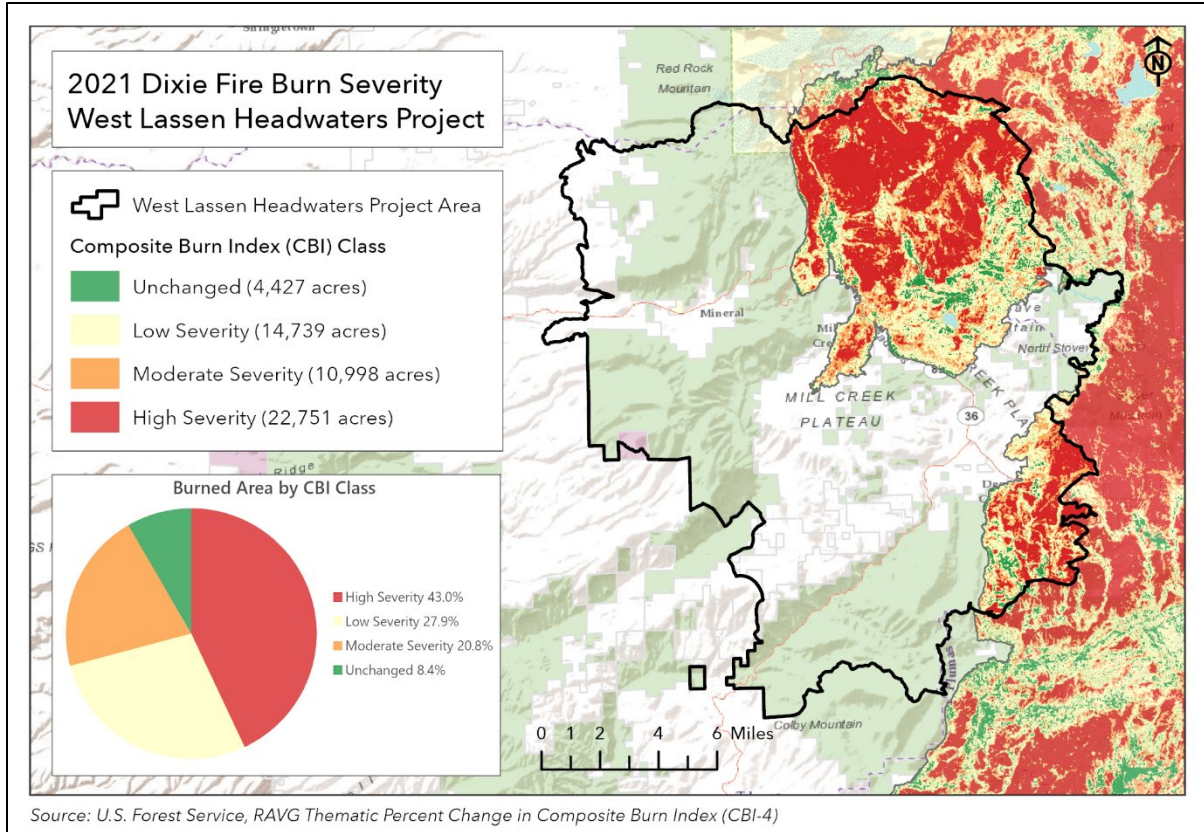 2021 Dixie Fire Burn Severity
West Lassen Headwaters Project
West Lassen Headwaters Project Area
Composite Burn Index (CBI) Class
Unchanged (4,427 acres)
Low Severity (14,739 acres)
Moderate Severity (10,998 acres)
High Severity (22,751 acres)
Burned Area by CBI Class
High Severity 43.0%
Low Severity 27.9%
Moderate Severity 20.8%
Unchanged 8.4%
N
Red Rock
Mountain
Mineral
North Stover
MILL CREEK
PLATEAU
36
Ridge
Colby Mountain
0 1 2 4 6 Miles
Source: U.S. Forest Service, RAVG Thematic Percent Change in Composite Burn Index (CBI-4)